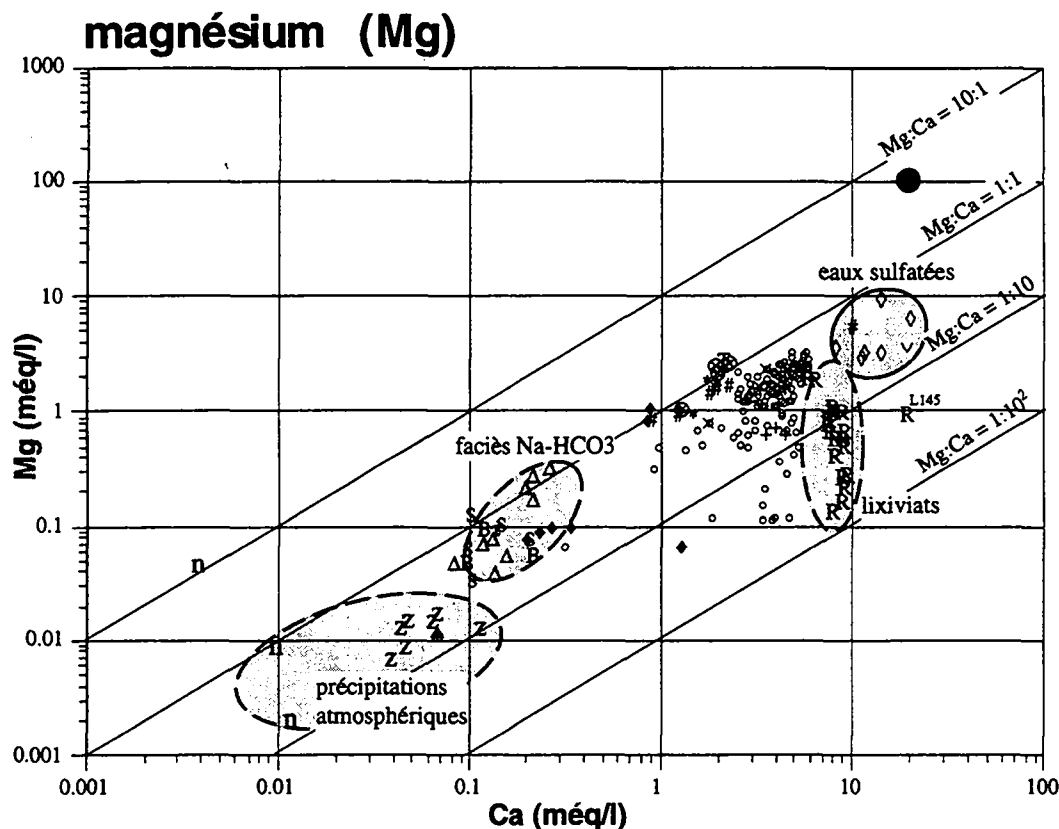 magnésium (Mg)
1000
100
10
1
0.1
0.01
0.001
Mg (méq/l)
Mg:Ca = 10:1
Mg:Ca = 1:1
eaux sulfatées
Mg:Ca = 1:10
L145
Mg:Ca = 1:10²
faciès Na-HCO3
lixiviats
précipitations
atmosphériques
0.001
0.01
0.1
1
10
100
Ca (méq/l)